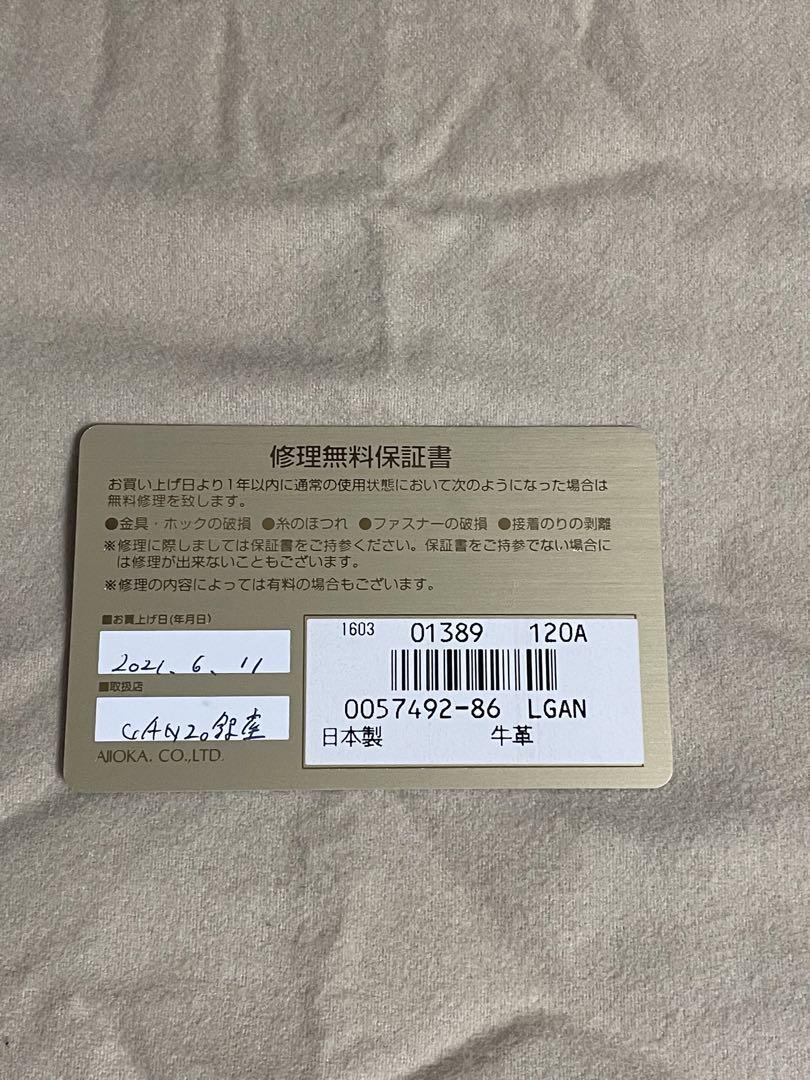 修理無料保証書
お買い上げ日より1年以内に通常の使用状態において次のようになった場合は
無料修理を致します。
●金具・ホックの破損 ●糸のほつれ ●ファスナーの破損 ●接着のりの剥離
※修理に際しましては保証書をご持参ください。保証書をご持参でない場合に
は修理が出来ないこともございます。
※修理の内容によっては有料の場合もございます。
■お買上げ日(年月日)
2021. 6. 11
■取扱店
GANZO銀座
AJIOKA. CO.,LTD.
1603 01389 120A
0057492-86 LGAN
日本製 牛革